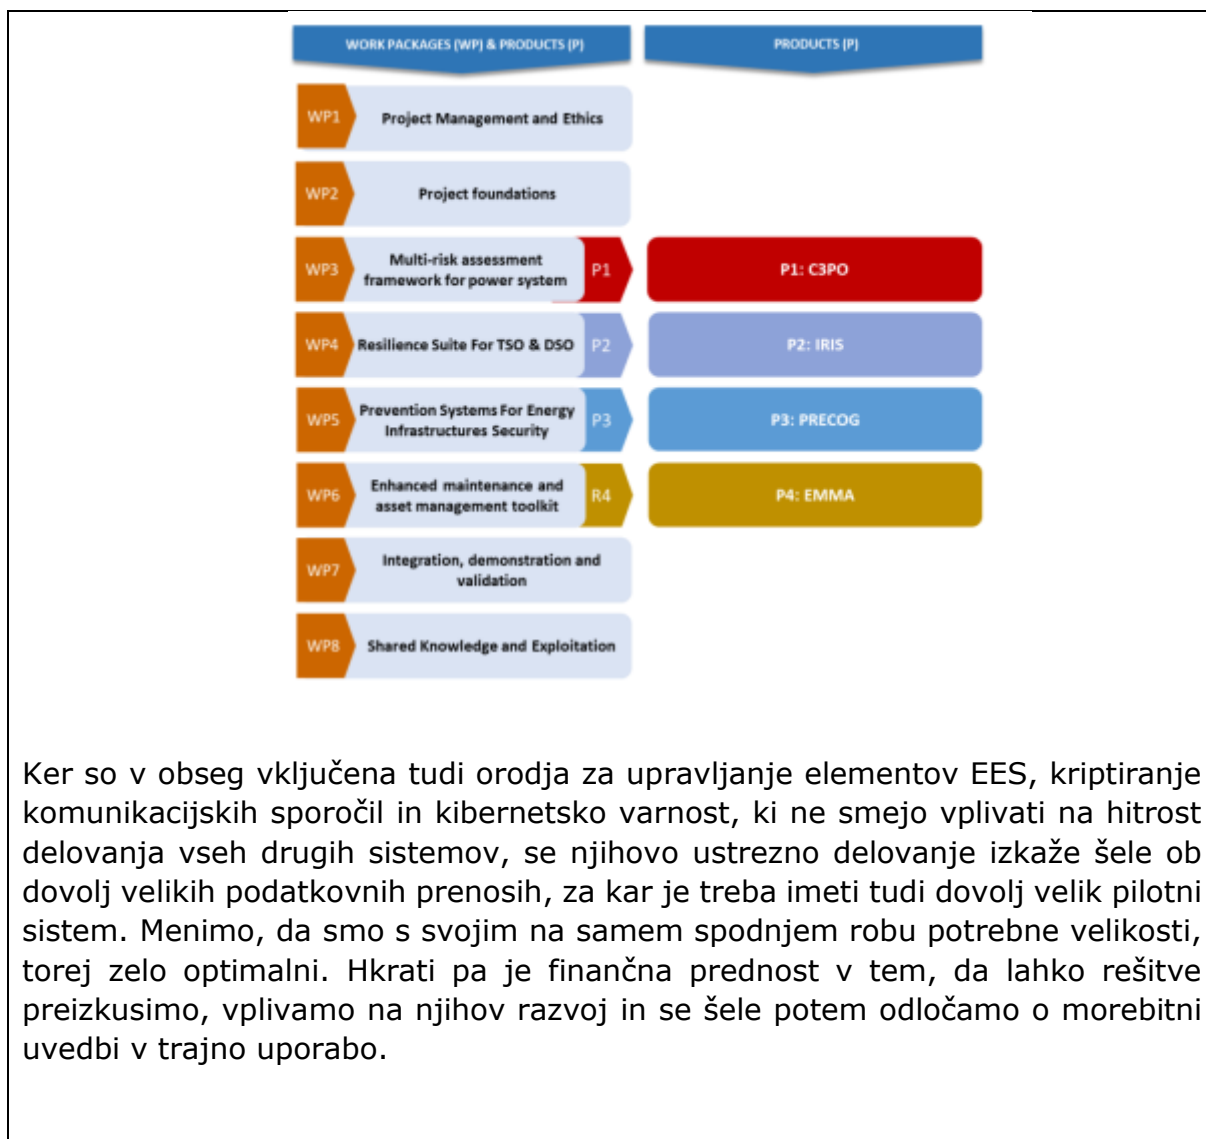 WORK PACKAGES (WP) & PRODUCTS (P)
PRODUCTS (P)
WP1
Project Management and Ethics
WP2
Project foundations
WP3
Multi-risk assessment
framework for power system
P1
P1: C3PO
WP4
Resilience Suite For TSO & DSO
P2
P2: IRIS
WP5
Prevention Systems For Energy
Infrastructures Security
P3
P3: PRECOG
WP6
Enhanced maintenance and
asset management toolkit
R4
P4: EMMA
WP7
Integration, demonstration and
validation
WP8
Shared Knowledge and Exploitation
Ker so v obseg vključena tudi orodja za upravljanje elementov EES, kriptiranje
komunikacijskih sporočil in kibernetsko varnost, ki ne smejo vplivati na hitrost
delovanja vseh drugih sistemov, se njihovo ustrezno delovanje izkaže šele ob
dovolj velikih podatkovnih prenosih, za kar je treba imeti tudi dovolj velik pilotni
sistem. Menimo, da smo s svojim na samem spodnjem robu potrebne velikosti,
torej zelo optimalni. Hkrati pa je finančna prednost v tem, da lahko rešitve
preizkusimo, vplivamo na njihov razvoj in se šele potem odločamo o morebitni
uvedbi v trajno uporabo.